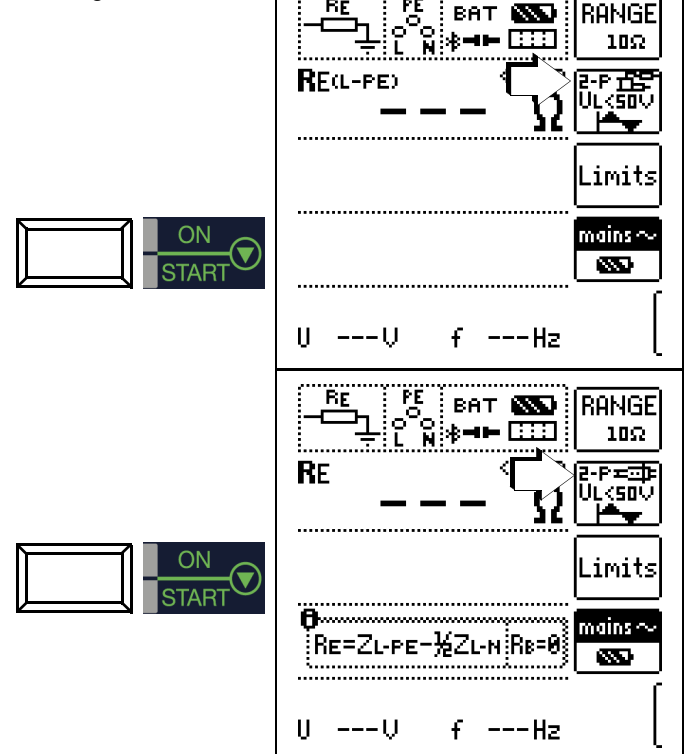 RE PE BAT RANGE
L N 10Ω
RE(L-PE) 2-P
--- Ω UL<50V
Limits
ON mains~
START
U ---V f ---Hz
RE PE BAT RANGE
L N 10Ω
RE 2-P
--- Ω UL<50V
Limits
ON
START
RE=ZL-PE-½ZL-N RB=0 mains~
U ---V f ---Hz